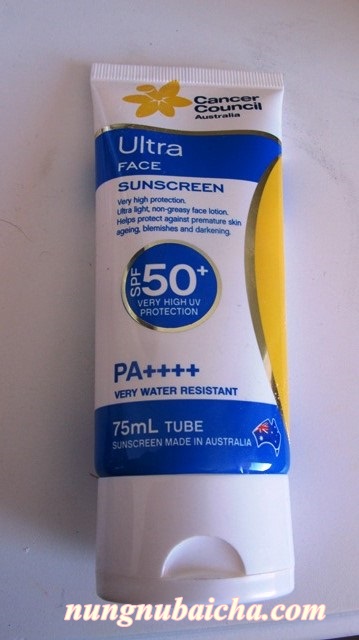 Cancer
Council
Australia
Ultra
FACE
SUNSCREEN
Very high protection.
Ultra light, non-greasy face lotion.
Helps protect against premature skin
ageing, blemishes and darkening.
SPF 50+
VERY HIGH UV
PROTECTION
PA++++
VERY WATER RESISTANT
75mL TUBE
SUNSCREEN MADE IN AUSTRALIA
nungnubaicha.com